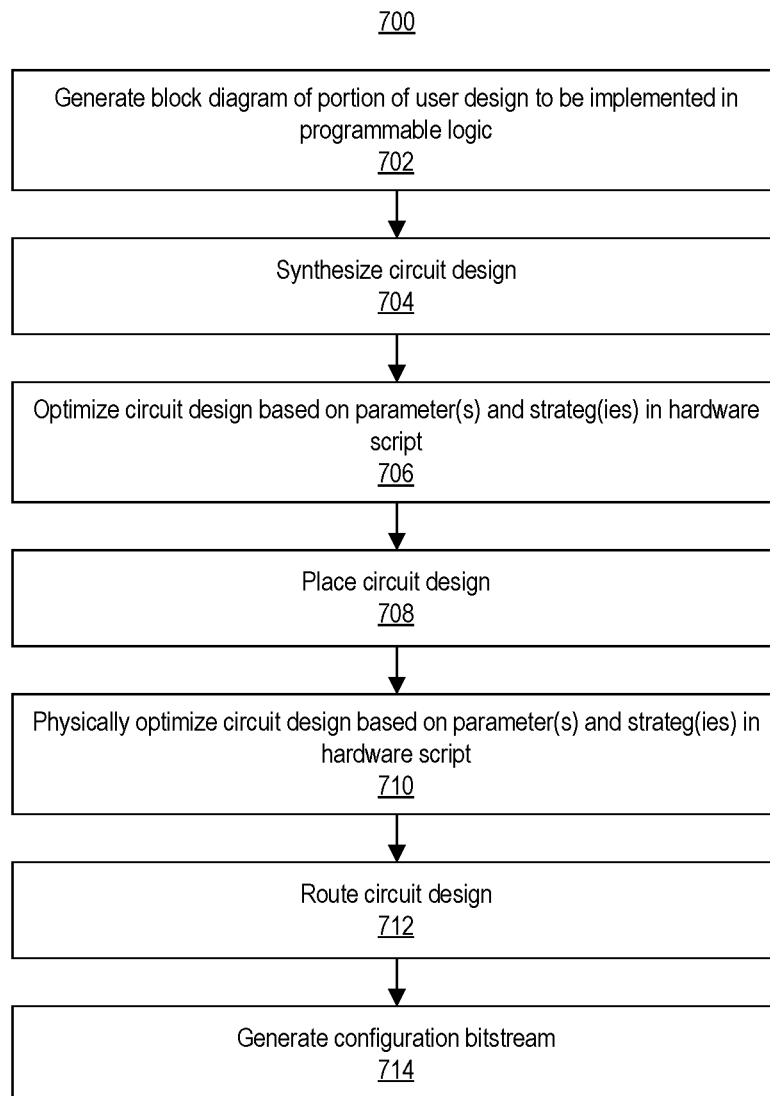 700
Generate block diagram of portion of user design to be implemented in
programmable logic
702
Synthesize circuit design
704
Optimize circuit design based on parameter(s) and strateg(ies) in hardware
script
706
Place circuit design
708
Physically optimize circuit design based on parameter(s) and strateg(ies) in
hardware script
710
Route circuit design
712
Generate configuration bitstream
714